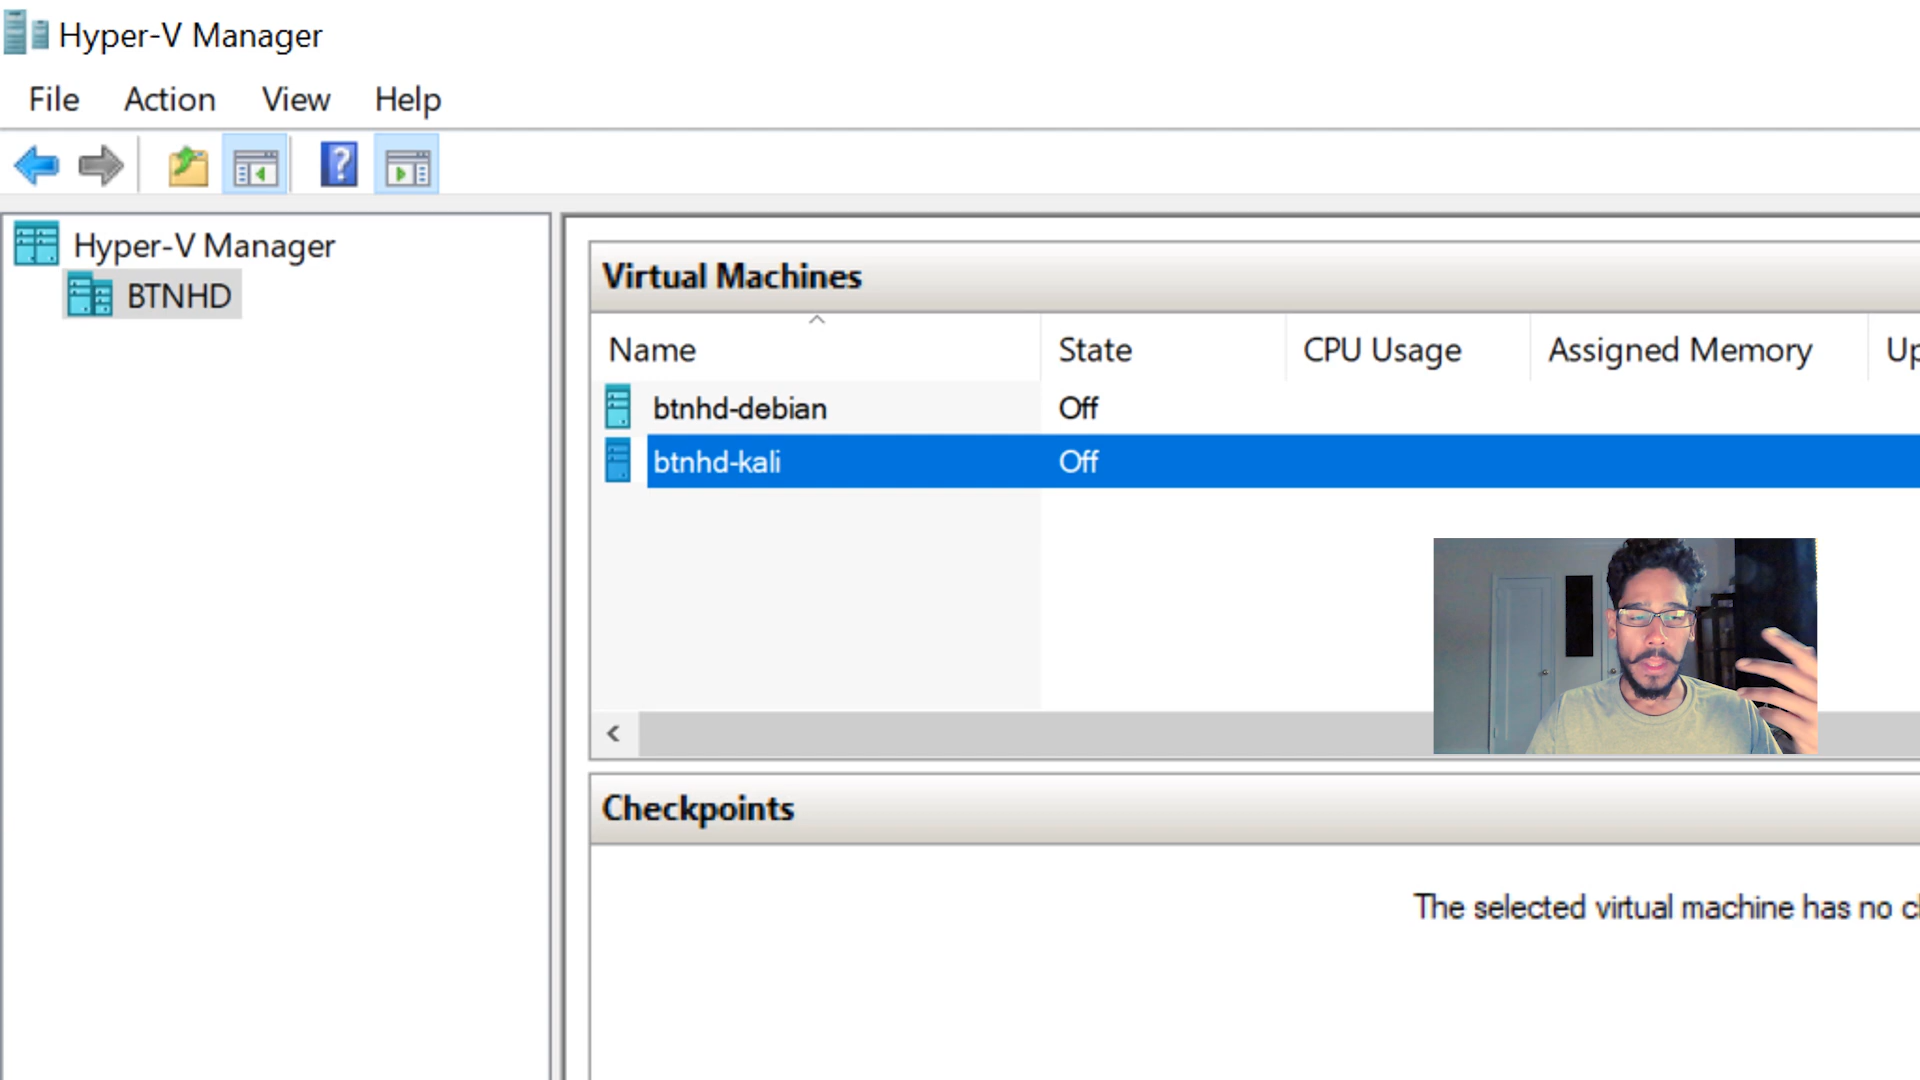 Hyper-V Manager
File Action View Help
Hyper-V Manager
BTNHD
Virtual Machines
Name State CPU Usage Assigned Memory Up
btnhd-debian Off
btnhd-kali Off
Checkpoints
The selected virtual machine has no